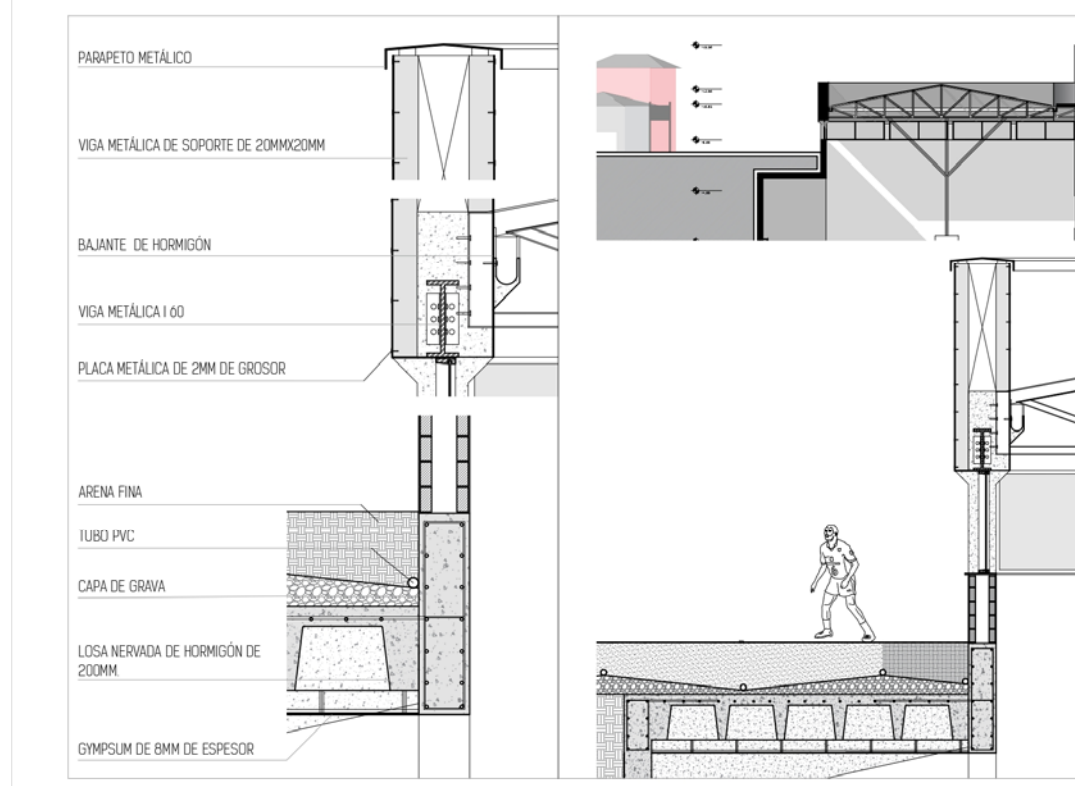 PARAPETO METÁLICO
VIGA METÁLICA DE SOPORTE DE 20MMX20MM
BAJANTE DE HORMIGÓN
VIGA METÁLICA I 60
PLACA METÁLICA DE 2MM DE GROSOR
ARENA FINA
TUBO PVC
CAPA DE GRAVA
LOSA NERVADA DE HORMIGÓN DE
200MM.
GYMPSUM DE 8MM DE ESPESOR